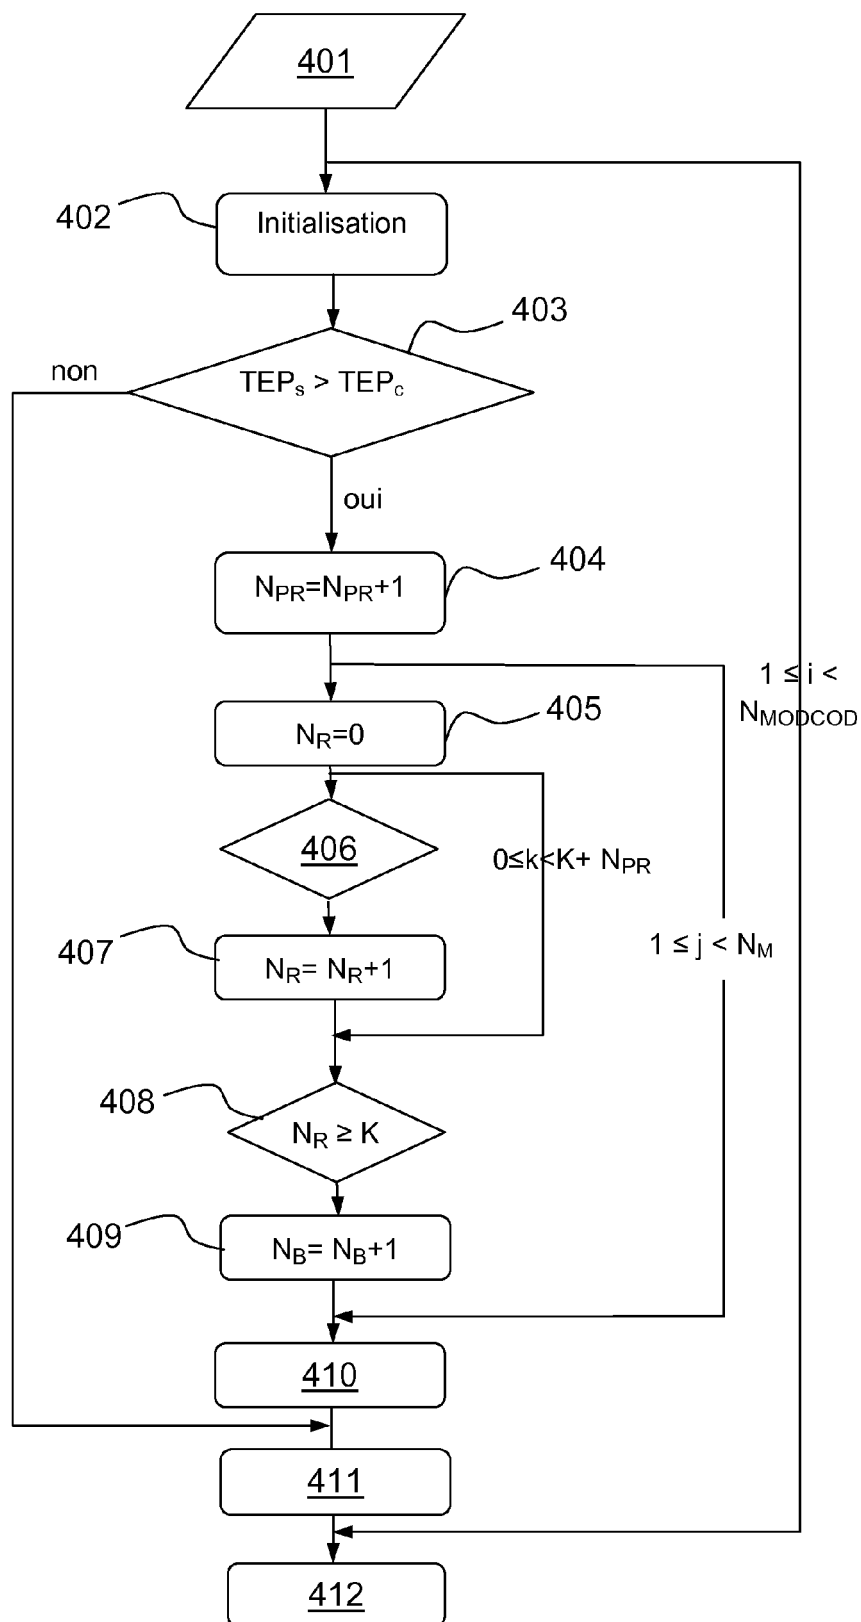 401
402
Initialisation
403
non
TEPs > TEPc
oui
404
NPR=NPR+1
1 ≤ i <
NMODCOD
405
NR=0
406
0≤k<K+ NPR
407
NR= NR+1
1 ≤ j < NM
408
NR ≥ K
409
NB= NB+1
410
411
412